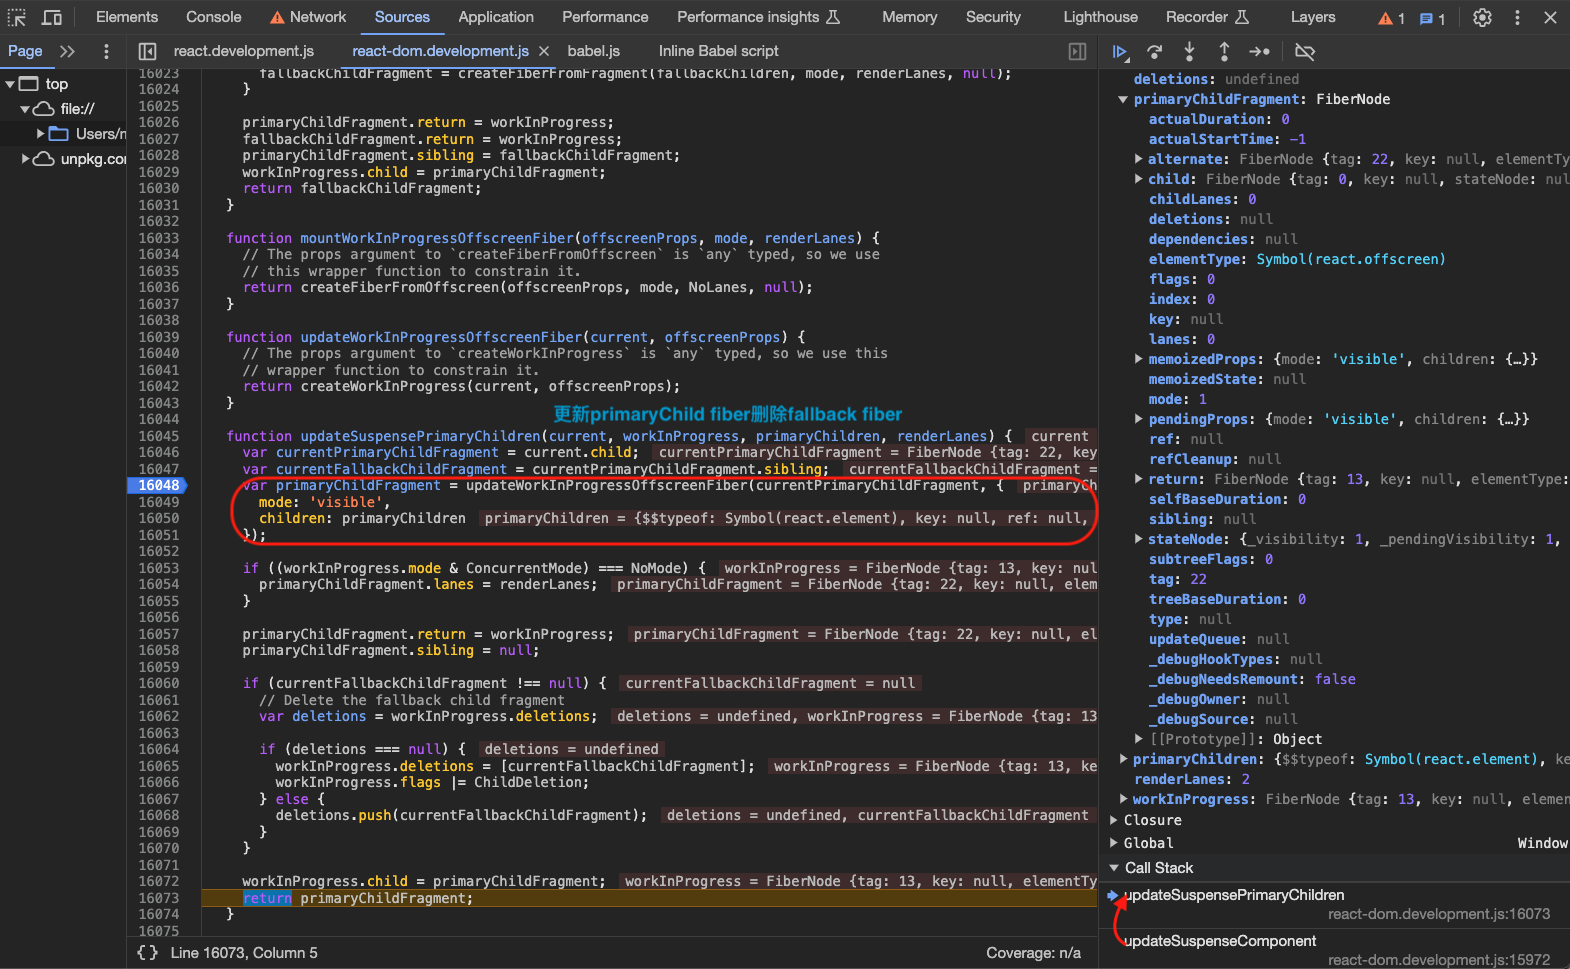 Elements Console Network Sources Application Performance Performance insights Memory Security Lighthouse Recorder Layers 1 1
Page react.development.js react-dom.development.js babel.js Inline Babel script
top
file://
Users/
unpkg.co
16023 fallbackChildFragment = createFiberFromFragment(fallbackChildren, mode, renderLanes, null);
16024 }
16025
16026 primaryChildFragment.return = workInProgress;
16027 fallbackChildFragment.return = workInProgress;
16028 primaryChildFragment.sibling = fallbackChildFragment;
16029 workInProgress.child = primaryChildFragment;
16030 return fallbackChildFragment;
16031 }
16032
16033 function mountWorkInProgressOffscreenFiber(offscreenProps, mode, renderLanes) {
16034 // The props argument to `createFiberFromOffscreen` is `any` typed, so we use
16035 // this wrapper function to constrain it.
16036 return createFiberFromOffscreen(offscreenProps, mode, NoLanes, null);
16037 }
16038
16039 function updateWorkInProgressOffscreenFiber(current, offscreenProps) {
16040 // The props argument to `createWorkInProgress` is `any` typed, so we use this
16041 // wrapper function to constrain it.
16042 return createWorkInProgress(current, offscreenProps);
16043 }
更新primaryChild fiber删除fallback fiber
16044
16045 function updateSuspensePrimaryChildren(current, workInProgress, primaryChildren, renderLanes) { current
16046 var currentPrimaryChildFragment = current.child; currentPrimaryChildFragment = FiberNode {tag: 22, key
16047 var currentFallbackChildFragment = currentPrimaryChildFragment.sibling; currentFallbackChildFragment =
16048 var primaryChildFragment = updateWorkInProgressOffscreenFiber(currentPrimaryChildFragment, { primaryCh
16049 mode: 'visible',
16050 children: primaryChildren primaryChildren = {$$typeof: Symbol(react.element), key: null, ref: null,
16051 });
16052
16053 if ((workInProgress.mode & ConcurrentMode) === NoMode) { workInProgress = FiberNode {tag: 13, key: nul
16054 primaryChildFragment.lanes = renderLanes; primaryChildFragment = FiberNode {tag: 22, key: null, elem
16055 }
16056
16057 primaryChildFragment.return = workInProgress; primaryChildFragment = FiberNode {tag: 22, key: null, el
16058 primaryChildFragment.sibling = null;
16059
16060 if (currentFallbackChildFragment !== null) { currentFallbackChildFragment = null
16061 // Delete the fallback child fragment
16062 var deletions = workInProgress.deletions; deletions = undefined, workInProgress = FiberNode {tag: 13
16063
16064 if (deletions === null) { deletions = undefined
16065 workInProgress.deletions = [currentFallbackChildFragment]; workInProgress = FiberNode {tag: 13, ke
16066 workInProgress.flags |= ChildDeletion;
16067 } else {
16068 deletions.push(currentFallbackChildFragment); deletions = undefined, currentFallbackChildFragment
16069 }
16070 }
16071
16072 workInProgress.child = primaryChildFragment; workInProgress = FiberNode {tag: 13, key: null, elementTy
16073 return primaryChildFragment;
16074 }
16075
{ } Line 16073, Column 5 Coverage: n/a
deletions: undefined
primaryChildFragment: FiberNode
actualDuration: 0
actualStartTime: -1
alternate: FiberNode {tag: 22, key: null, elementTy
child: FiberNode {tag: 0, key: null, stateNode: nul
childLanes: 0
deletions: null
dependencies: null
elementType: Symbol(react.offscreen)
flags: 0
index: 0
key: null
lanes: 0
memoizedProps: {mode: 'visible', children: {…}}
memoizedState: null
mode: 1
pendingProps: {mode: 'visible', children: {…}}
ref: null
refCleanup: null
return: FiberNode {tag: 13, key: null, elementType:
selfBaseDuration: 0
sibling: null
stateNode: {_visibility: 1, _pendingVisibility: 1,
subtreeFlags: 0
tag: 22
treeBaseDuration: 0
type: null
updateQueue: null
_debugHookTypes: null
_debugNeedsRemount: false
_debugOwner: null
_debugSource: null
[[Prototype]]: Object
primaryChildren: {$$typeof: Symbol(react.element), ke
renderLanes: 2
workInProgress: FiberNode {tag: 13, key: null, elemen
Closure
Global Window
Call Stack
updateSuspensePrimaryChildren
react-dom.development.js:16073
updateSuspenseComponent
react-dom.development.js:15972